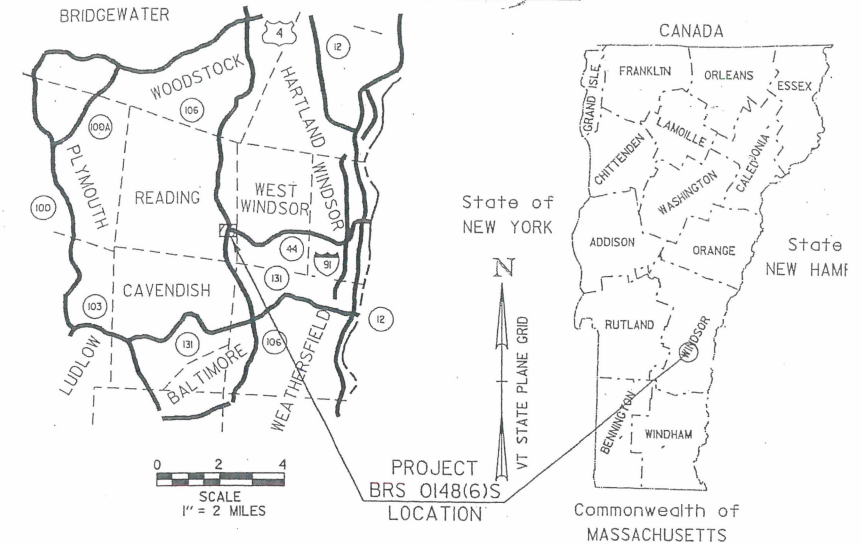 BRIDGEWATER
4
12
WOODSTOCK
HARTLAND
106
100A
PLYMOUTH
READING
WEST
WINDSOR
WINDSOR
100
44
91
131
CAVENDISH
103
12
131
106
LUDLOW
BALTIMORE
WEATHERSFIELD
0 2 4
SCALE
1" = 2 MILES
PROJECT
BRS 0148(6)S
LOCATION
N
VT STATE PLANE GRID
CANADA
GRAND ISLE
FRANKLIN
ORLEANS
ESSEX
LAMOILLE
CHITTENDEN
CALEDONIA
WASHINGTON
State of
NEW YORK
ADDISON
ORANGE
State
NEW HAMP
RUTLAND
WINDSOR
BENNINGTON
WINDHAM
Commonwealth of
MASSACHUSETTS